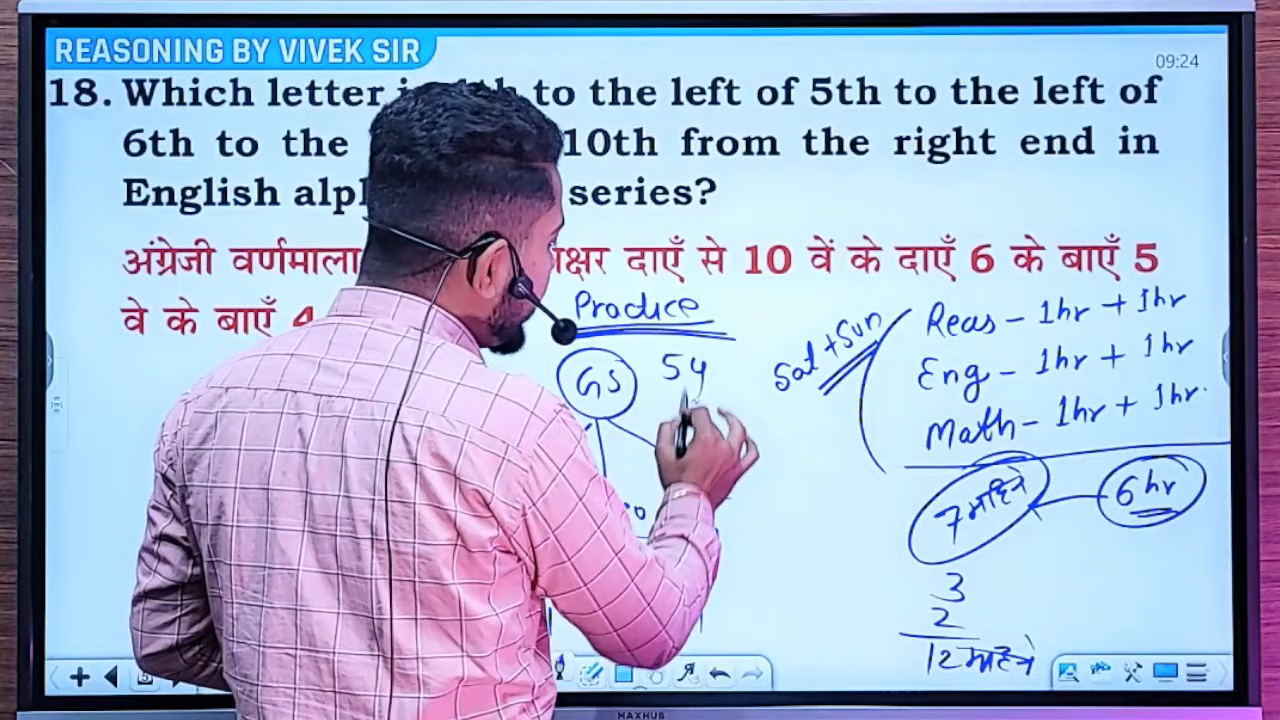 REASONING BY VIVEK SIR
09:24
18. Which letter to the left of 5th to the left of
6th to the 10th from the right end in
English series?
अंग्रेजी वर्णमाला दाएँ से 10 वें के दाएँ 6 के बाएँ 5
वे के बाएँ
Produce
GS 54
Sat + Sun
Reas - 1hr + 1hr
Eng - 1hr + 1hr
Math - 1hr + 1hr
7 महिने
6 hr
3
2
12 महिने
MAXHUB